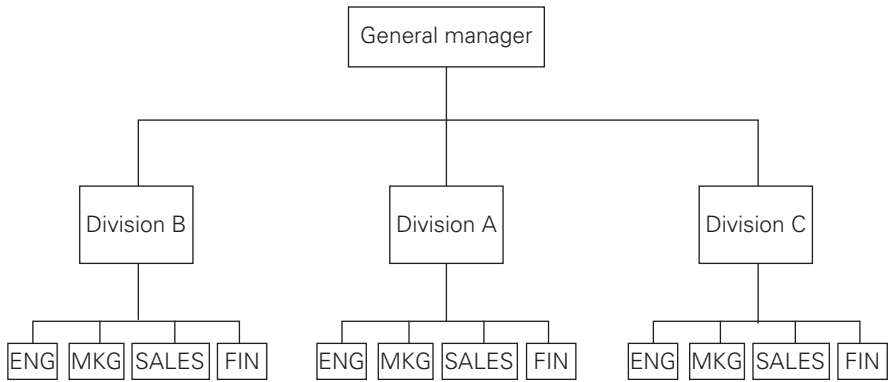 General manager
Division B
Division A
Division C
ENG MKG SALES FIN
ENG MKG SALES FIN
ENG MKG SALES FIN